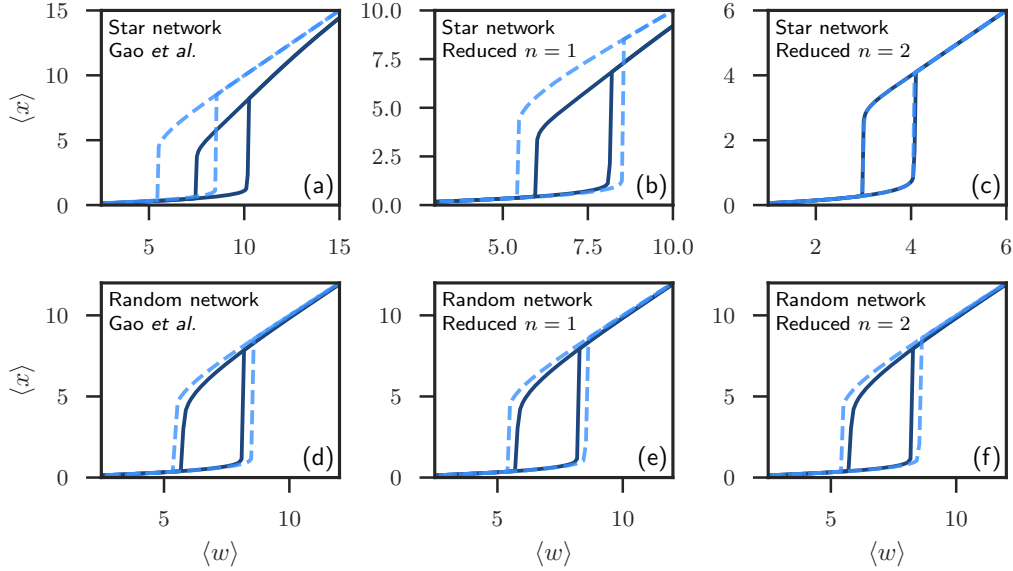 Star network
Gao et al.
(a)
15
10
5
0
5
10
15
⟨x⟩
Star network
Reduced n = 1
(b)
10.0
7.5
5.0
2.5
0.0
5.0
7.5
10.0
Star network
Reduced n = 2
(c)
6
4
2
0
2
4
6
Random network
Gao et al.
(d)
10
5
0
5
10
⟨x⟩
⟨w⟩
Random network
Reduced n = 1
(e)
10
5
0
5
10
⟨w⟩
Random network
Reduced n = 2
(f)
10
5
0
5
10
⟨w⟩